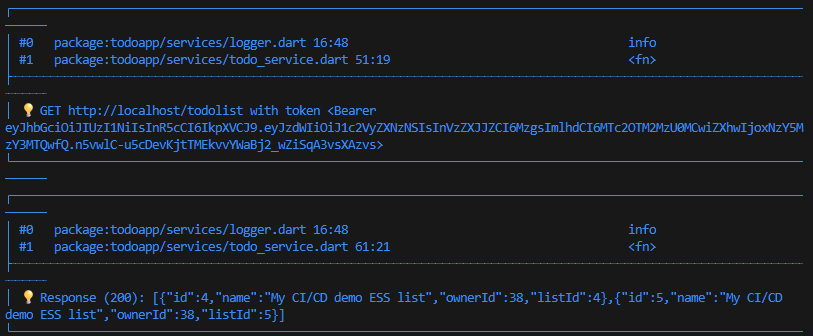 #0   package:todoapp/services/logger.dart 16:48   info
#1   package:todoapp/services/todo_service.dart 51:19   <fn>
GET http://localhost/todolist with token <Bearer
eyJhbGciOiJIUzI1NiIsInR5cCI6IkpXVCJ9.eyJzdWIiOiJ1c2VyZXNzNSIsInVzZXJJZCI6MzgsImlhdCI6MTc2OTM2MzU0MCwiZXhwIjoxNzY5M
zY3MTQwfQ.n5vwlC-u5cDevKjtTMEkvvYWaBj2_wZiSqA3vsXAzvs>
#0   package:todoapp/services/logger.dart 16:48   info
#1   package:todoapp/services/todo_service.dart 61:21   <fn>
Response (200): [{"id":4,"name":"My CI/CD demo ESS list","ownerId":38,"listId":4},{"id":5,"name":"My CI/CD
demo ESS list","ownerId":38,"listId":5}]